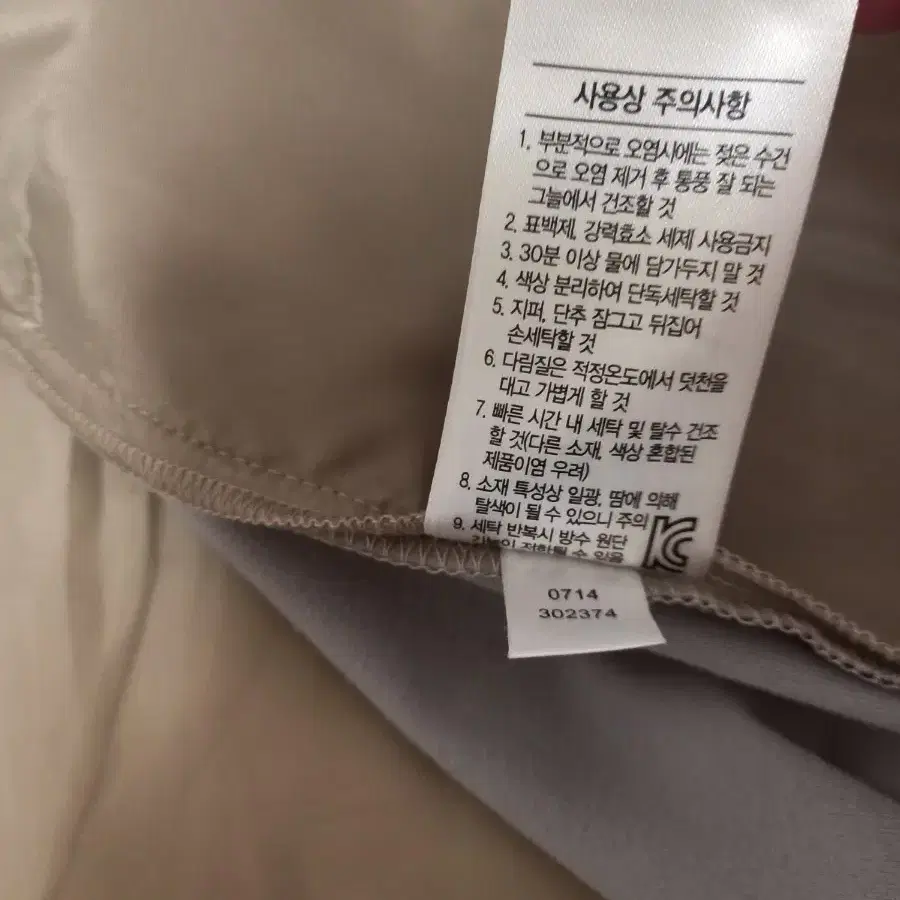 사용상 주의사항
1. 부분적으로 오염시에는 젖은 수건
으로 오염 제거 후 통풍 잘 되는
그늘에서 건조할 것
2. 표백제, 강력효소 세제 사용금지
3. 30분 이상 물에 담가두지 말 것
4. 색상 분리하여 단독세탁할 것
5. 지퍼, 단추 잠그고 뒤집어
손세탁할 것
6. 다림질은 적정온도에서 덧천을
대고 가볍게 할 것
7. 빠른 시간 내 세탁 및 탈수 건조
할 것(다른 소재, 색상 혼합된
제품이염 우려)
8. 소재 특성상 일광, 땀에 의해
탈색이 될 수 있으니 주의
9. 세탁 반복시 방수 원단
KC
0714
302374